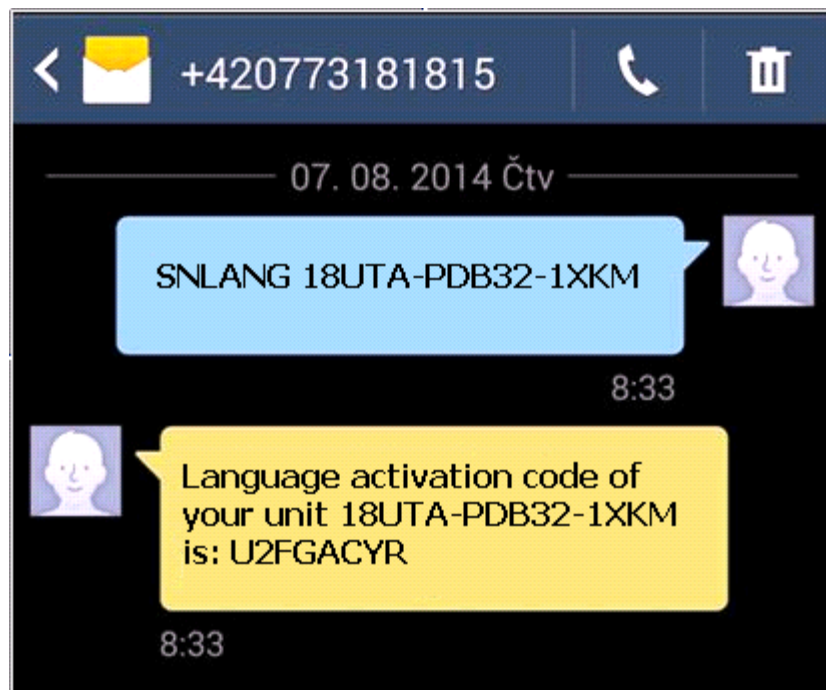 +420773181815
07. 08. 2014 Čtv
SNLANG 18UTA-PDB32-1XKM
8:33
Language activation code of
your unit 18UTA-PDB32-1XKM
is: U2FGACYR
8:33